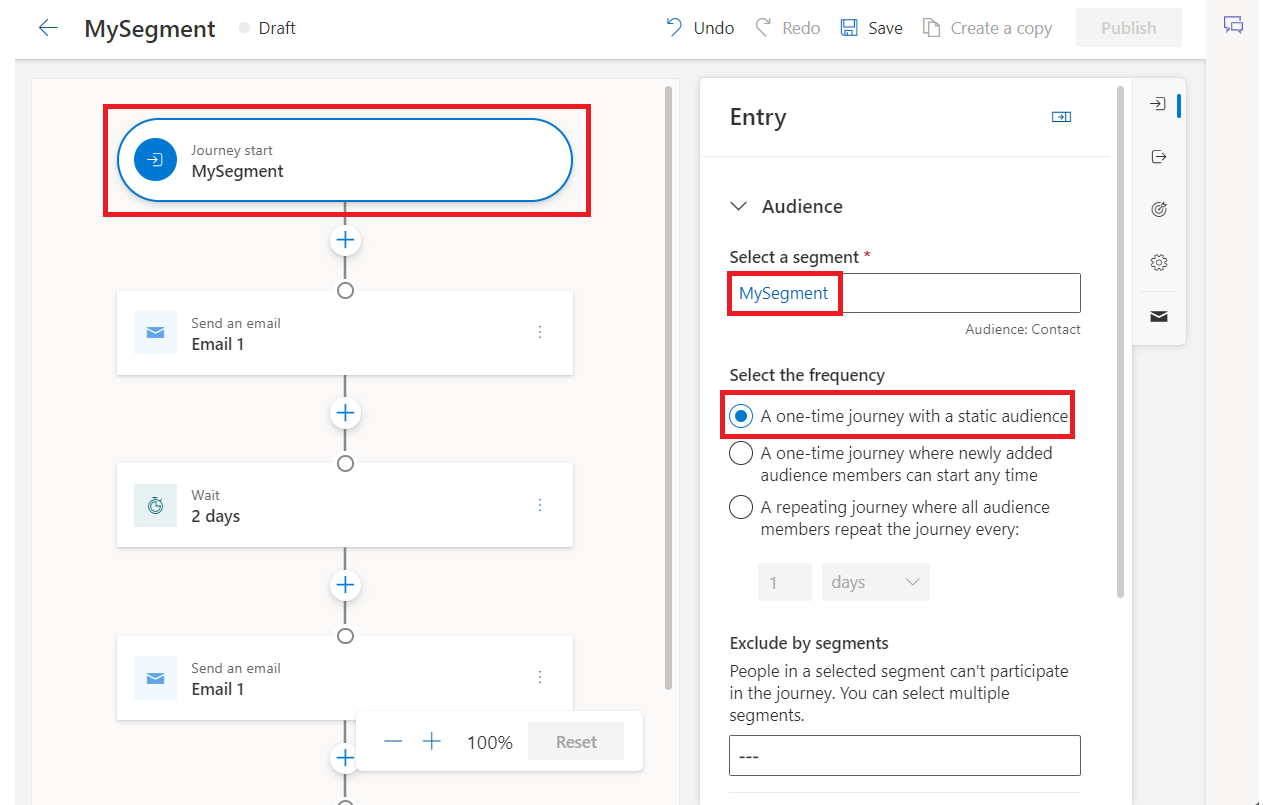 MySegment
Draft
Undo
Redo
Save
Create a copy
Publish
Journey start
MySegment
Send an email
Email 1
Wait
2 days
Send an email
Email 1
100%
Reset
Entry
Audience
Select a segment *
MySegment
Audience: Contact
Select the frequency
A one-time journey with a static audience
A one-time journey where newly added
audience members can start any time
A repeating journey where all audience
members repeat the journey every:
1
days
Exclude by segments
People in a selected segment can't participate
in the journey. You can select multiple
segments.
---